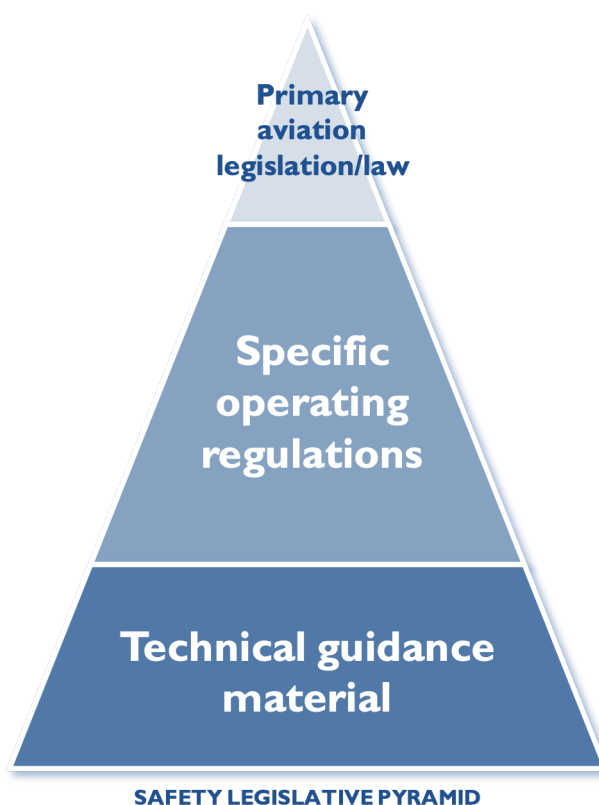 Primary
aviation
legislation/law
Specific
operating
regulations
Technical guidance
material
SAFETY LEGISLATIVE PYRAMID